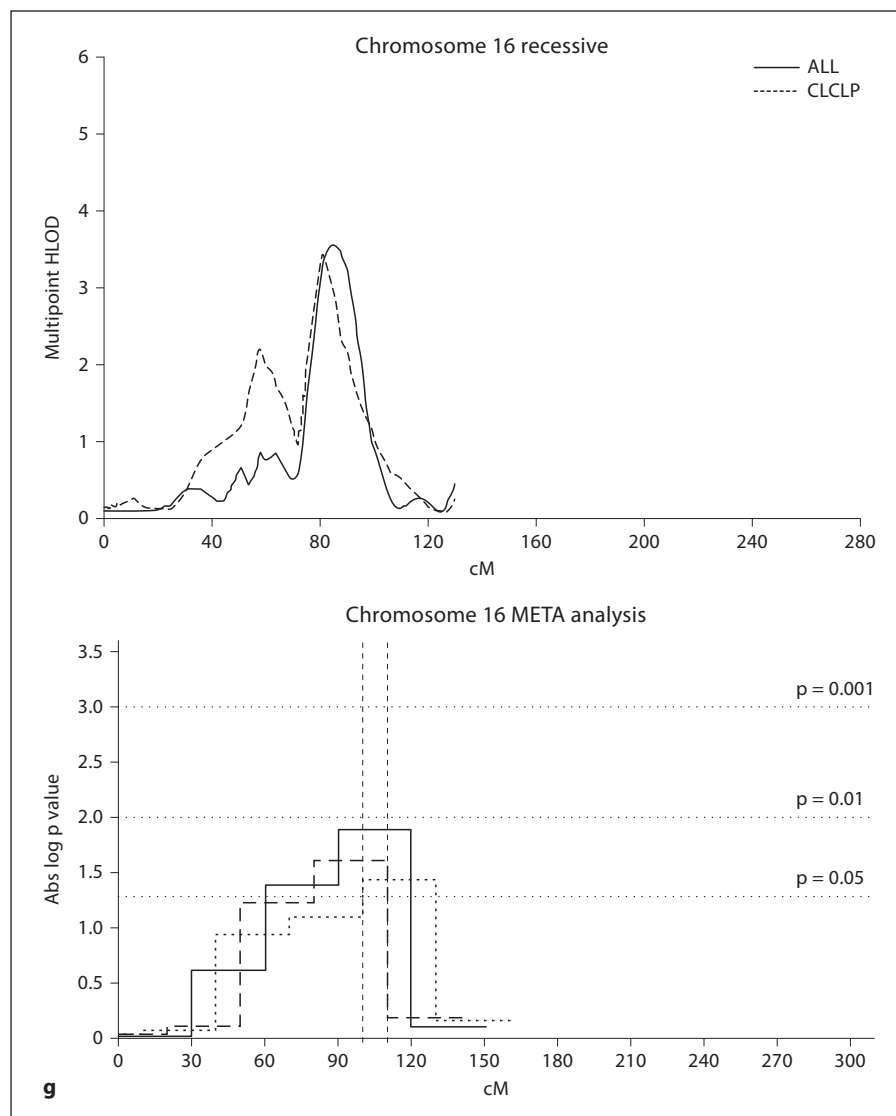 Chromosome 16 recessive
ALL
CLCLP
6
5
4
3
2
1
0
Multipoint HLOD
0 40 80 120 160 200 240 280
cM
Chromosome 16 META analysis
3.5
3.0
2.5
2.0
1.5
1.0
0.5
0
Abs log p value
p = 0.001
p = 0.01
p = 0.05
0 30 60 90 120 150 180 210 240 270 300
cM
g